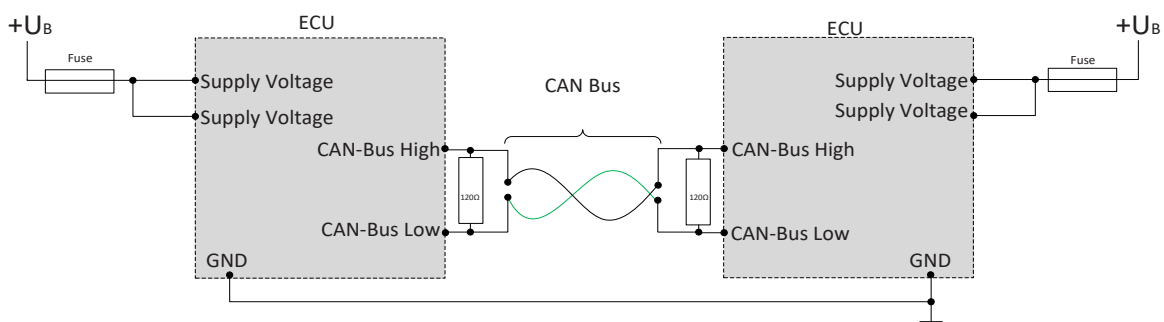 ECU
ECU
+UB
+UB
Fuse
Fuse
Supply Voltage
Supply Voltage
Supply Voltage
Supply Voltage
CAN Bus
CAN-Bus High
CAN-Bus High
120Ω
120Ω
CAN-Bus Low
CAN-Bus Low
GND
GND